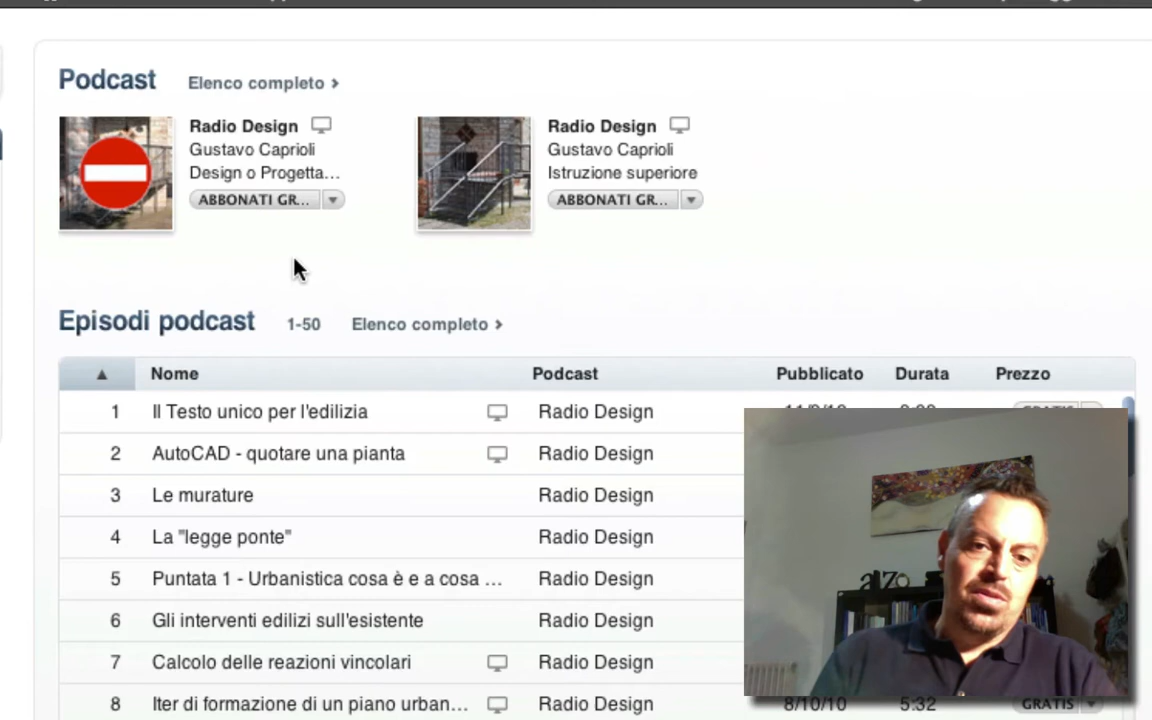 Podcast Elenco completo >
Radio Design
Gustavo Caprioli
Design o Progetta...
ABBONATI GR...
Radio Design
Gustavo Caprioli
Istruzione superiore
ABBONATI GR...
Episodi podcast 1-50 Elenco completo >
Nome Podcast Pubblicato Durata Prezzo
1 Il Testo unico per l'edilizia Radio Design GRATIS
2 AutoCAD - quotare una pianta Radio Design
3 Le murature Radio Design
4 La "legge ponte" Radio Design
5 Puntata 1 - Urbanistica cosa è e a cosa ... Radio Design
6 Gli interventi edilizi sull'esistente Radio Design
7 Calcolo delle reazioni vincolari Radio Design
8 Iter di formazione di un piano urban... Radio Design 8/10/10 5:32 GRATIS